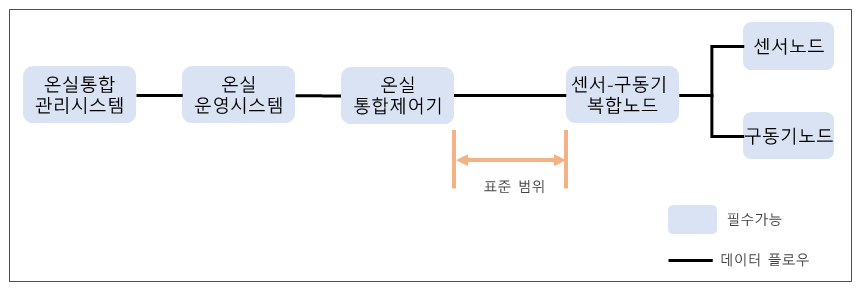 온실통합
관리시스템
온실
운영시스템
온실
통합제어기
센서-구동기
복합노드
센서노드
구동기노드
표준 범위
필수가능
데이터 플로우